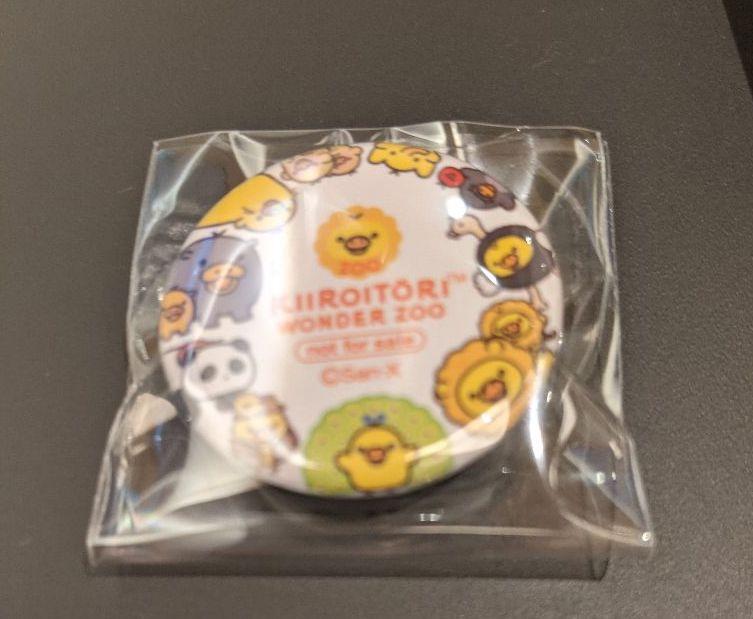 ZOO
KIIROITORI™
WONDER ZOO
not for sale
©San-X